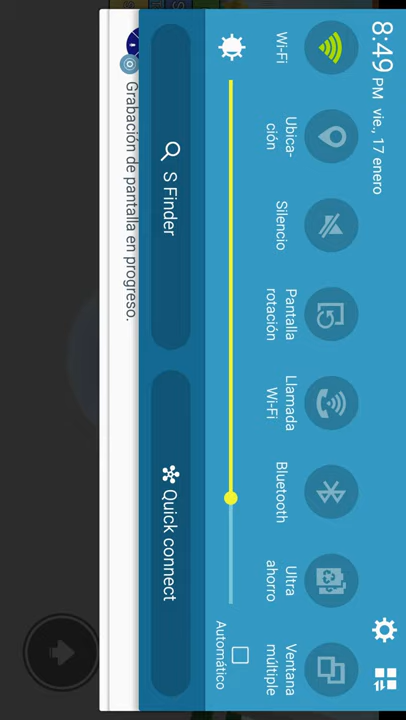 8:49 PM vie., 17 enero
Wi-Fi
Ubica-
ción
Silencio
Pantalla
rotación
Llamada
Wi-Fi
Bluetooth
Ultra
ahorro
Ventana
múltiple
Automático
S Finder
Quick connect
Grabación de pantalla en progreso.